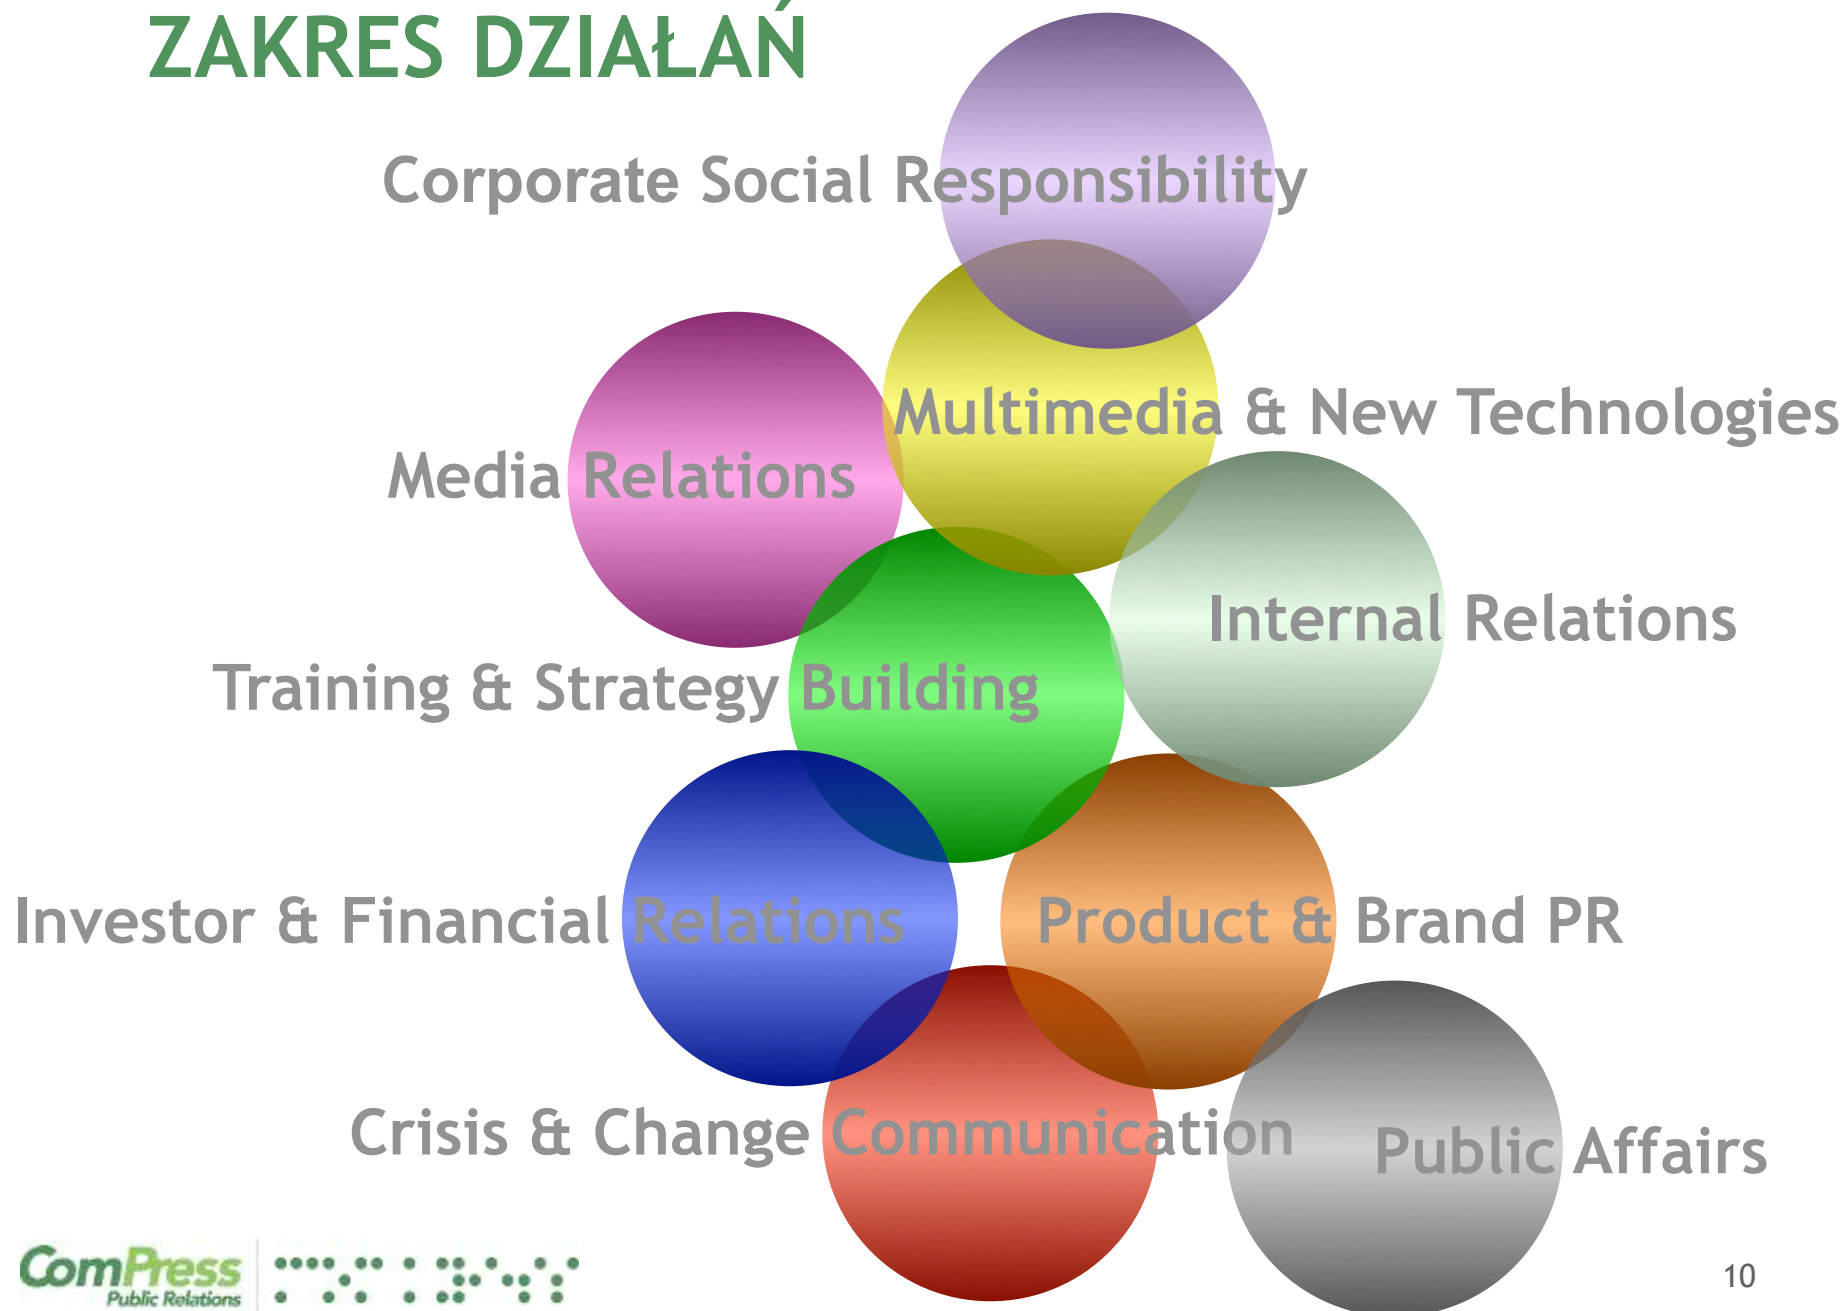 ZAKRES DZIAŁAŃ
Corporate Social Responsibility
Multimedia & New Technologies
Media Relations
Internal Relations
Training & Strategy Building
Investor & Financial Relations
Product & Brand PR
Crisis & Change Communication
Public Affairs
ComPress
Public Relations
10